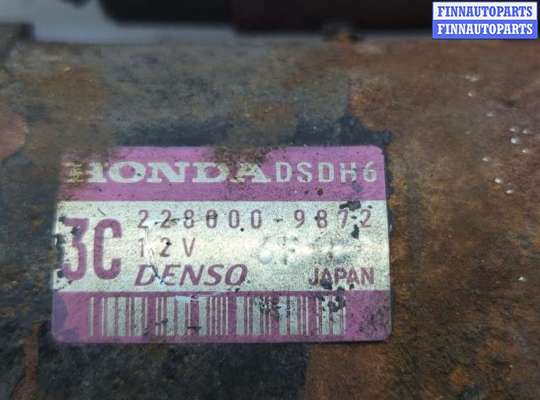 FINNAUTOPARTS
FINNAUTOPARTS
HONDA DSDH6
3C 228000-9872
12V
DENSO JAPAN